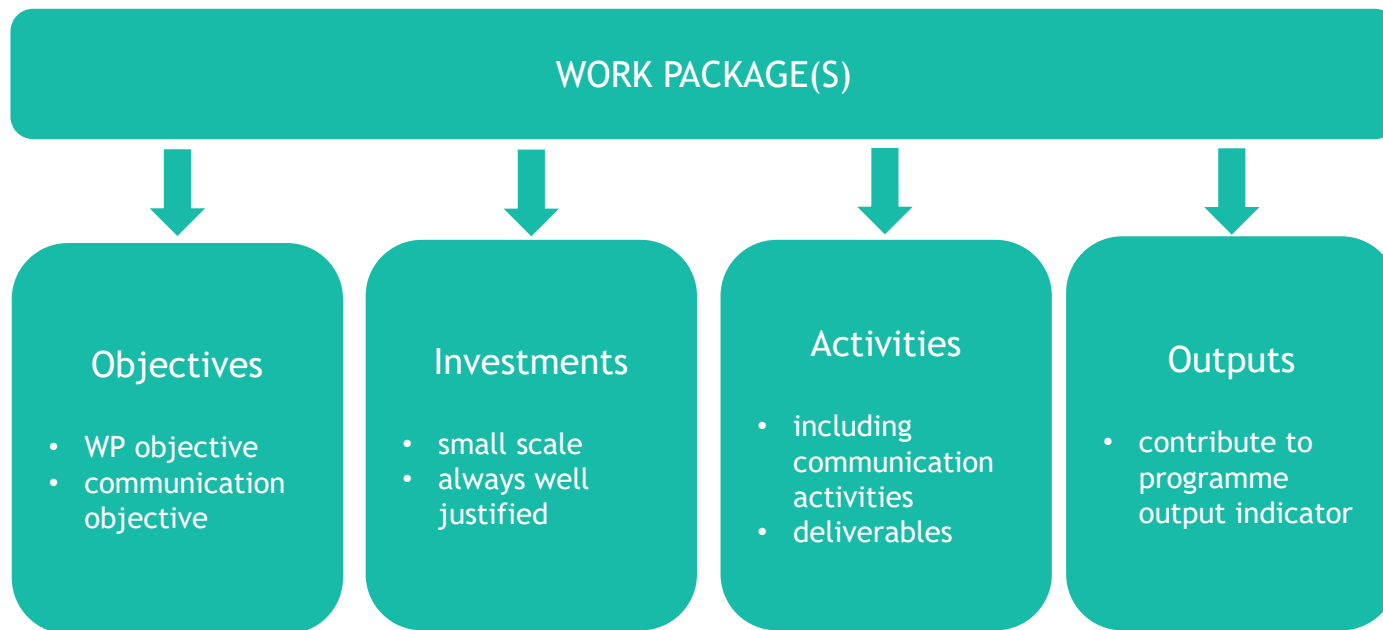 WORK PACKAGE(S)
Objectives
• WP objective
• communication
objective
Investments
• small scale
• always well
justified
Activities
• including
communication
activities
• deliverables
Outputs
• contribute to
programme
output indicator